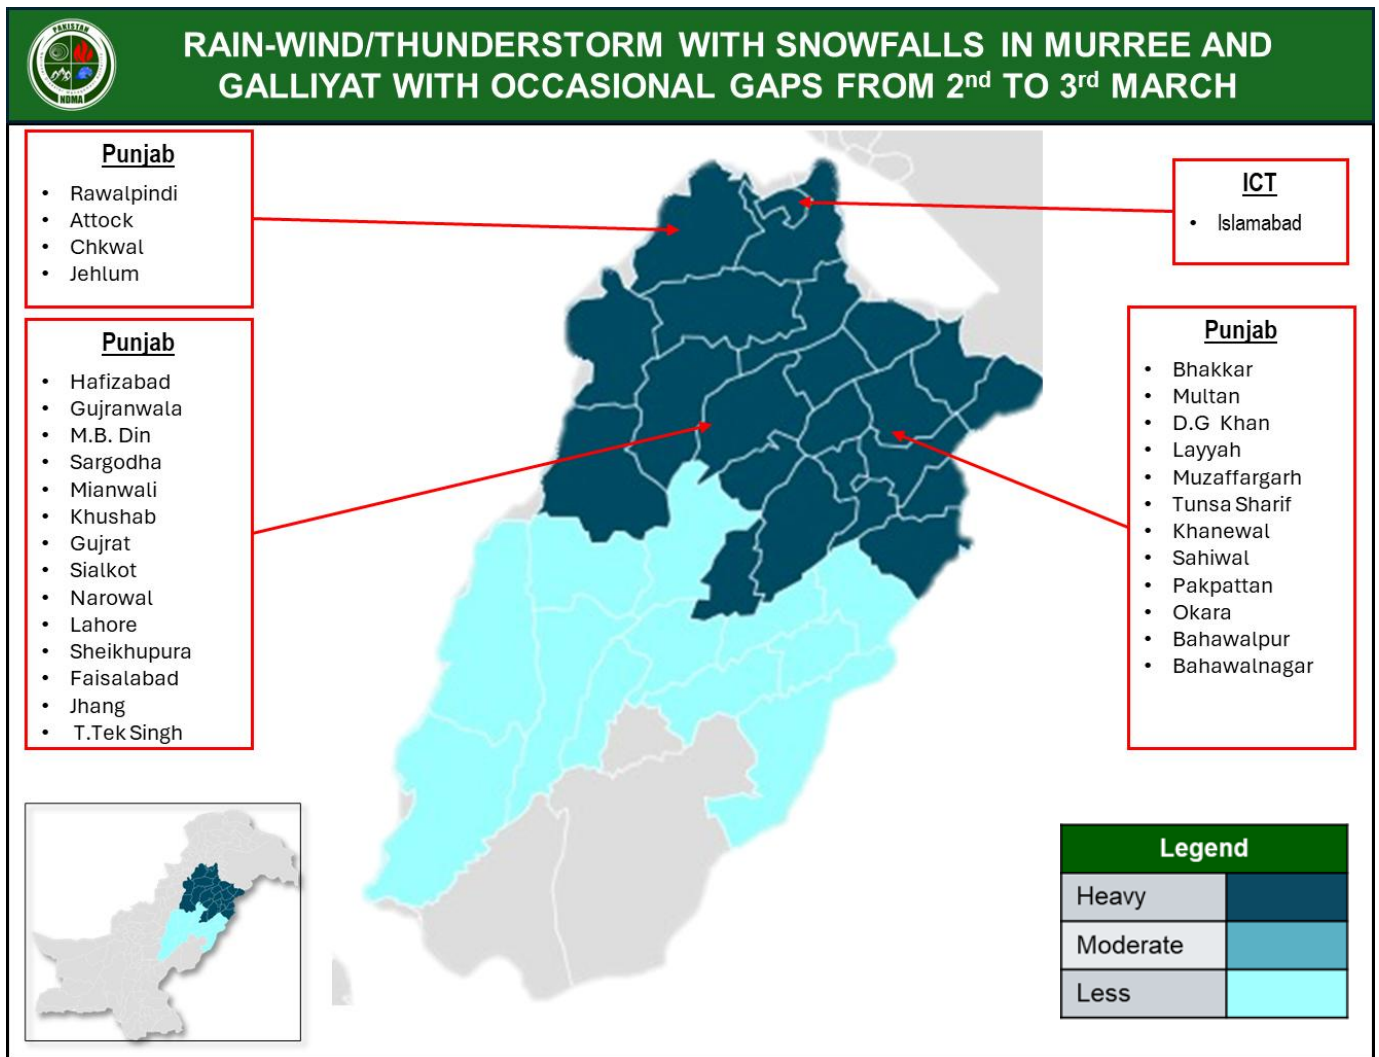 PAKISTAN
NDMA
RAIN-WIND/THUNDERSTORM WITH SNOWFALLS IN MURREE AND
GALLIYAT WITH OCCASIONAL GAPS FROM 2nd TO 3rd MARCH
Punjab
• Rawalpindi
• Attock
• Chkwal
• Jehlum
Punjab
• Hafizabad
• Gujranwala
• M.B. Din
• Sargodha
• Mianwali
• Khushab
• Gujrat
• Sialkot
• Narowal
• Lahore
• Sheikhupura
• Faisalabad
• Jhang
• T.Tek Singh
ICT
• Islamabad
Punjab
• Bhakkar
• Multan
• D.G Khan
• Layyah
• Muzaffargarh
• Tunsa Sharif
• Khanewal
• Sahiwal
• Pakpattan
• Okara
• Bahawalpur
• Bahawalnagar
Legend
Heavy
Moderate
Less